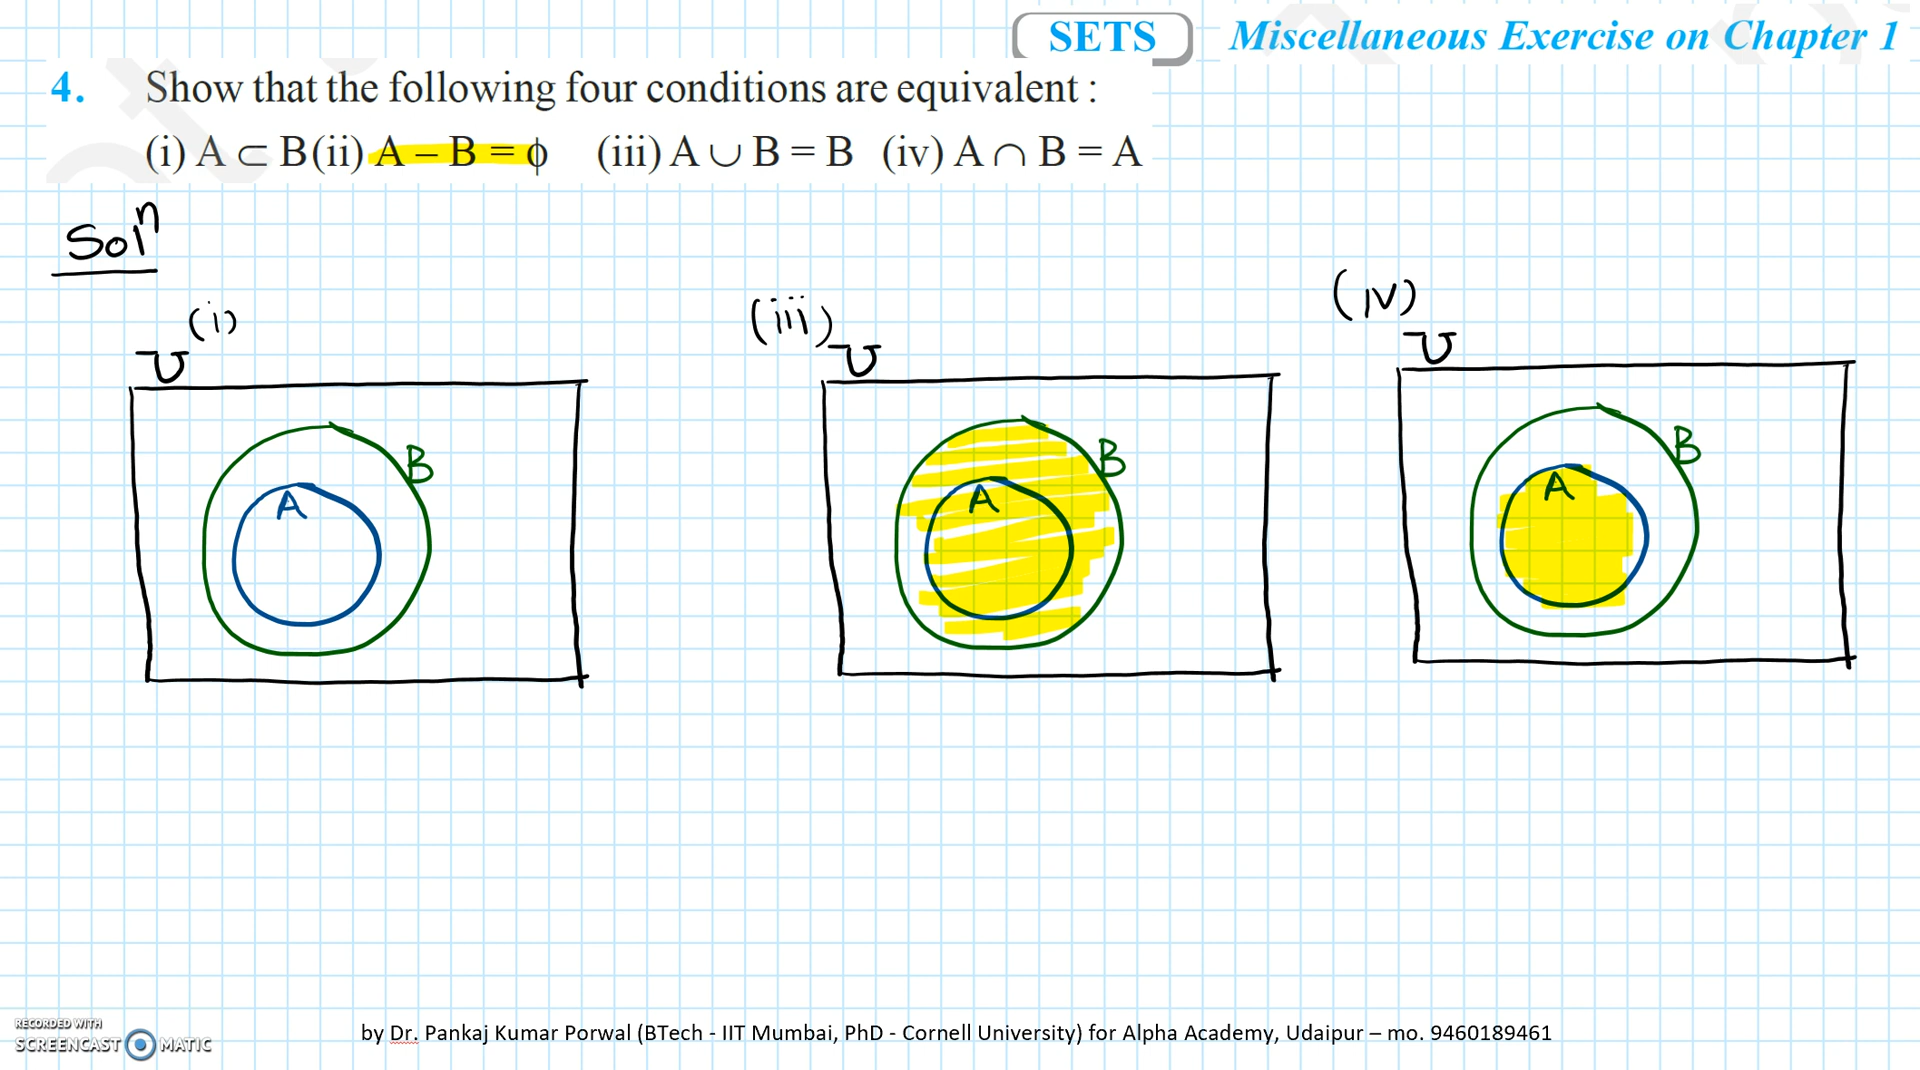 SETS Miscellaneous Exercise on Chapter 1
4. Show that the following four conditions are equivalent :
(i) A ⊂ B(ii) A – B = ϕ (iii) A ∪ B = B (iv) A ∩ B = A
Solⁿ
(i) (iii) (iv)
U U U
B B B
A A A
RECORDED WITH
SCREENCAST MATIC
by Dr. Pankaj Kumar Porwal (BTech - IIT Mumbai, PhD - Cornell University) for Alpha Academy, Udaipur – mo. 9460189461